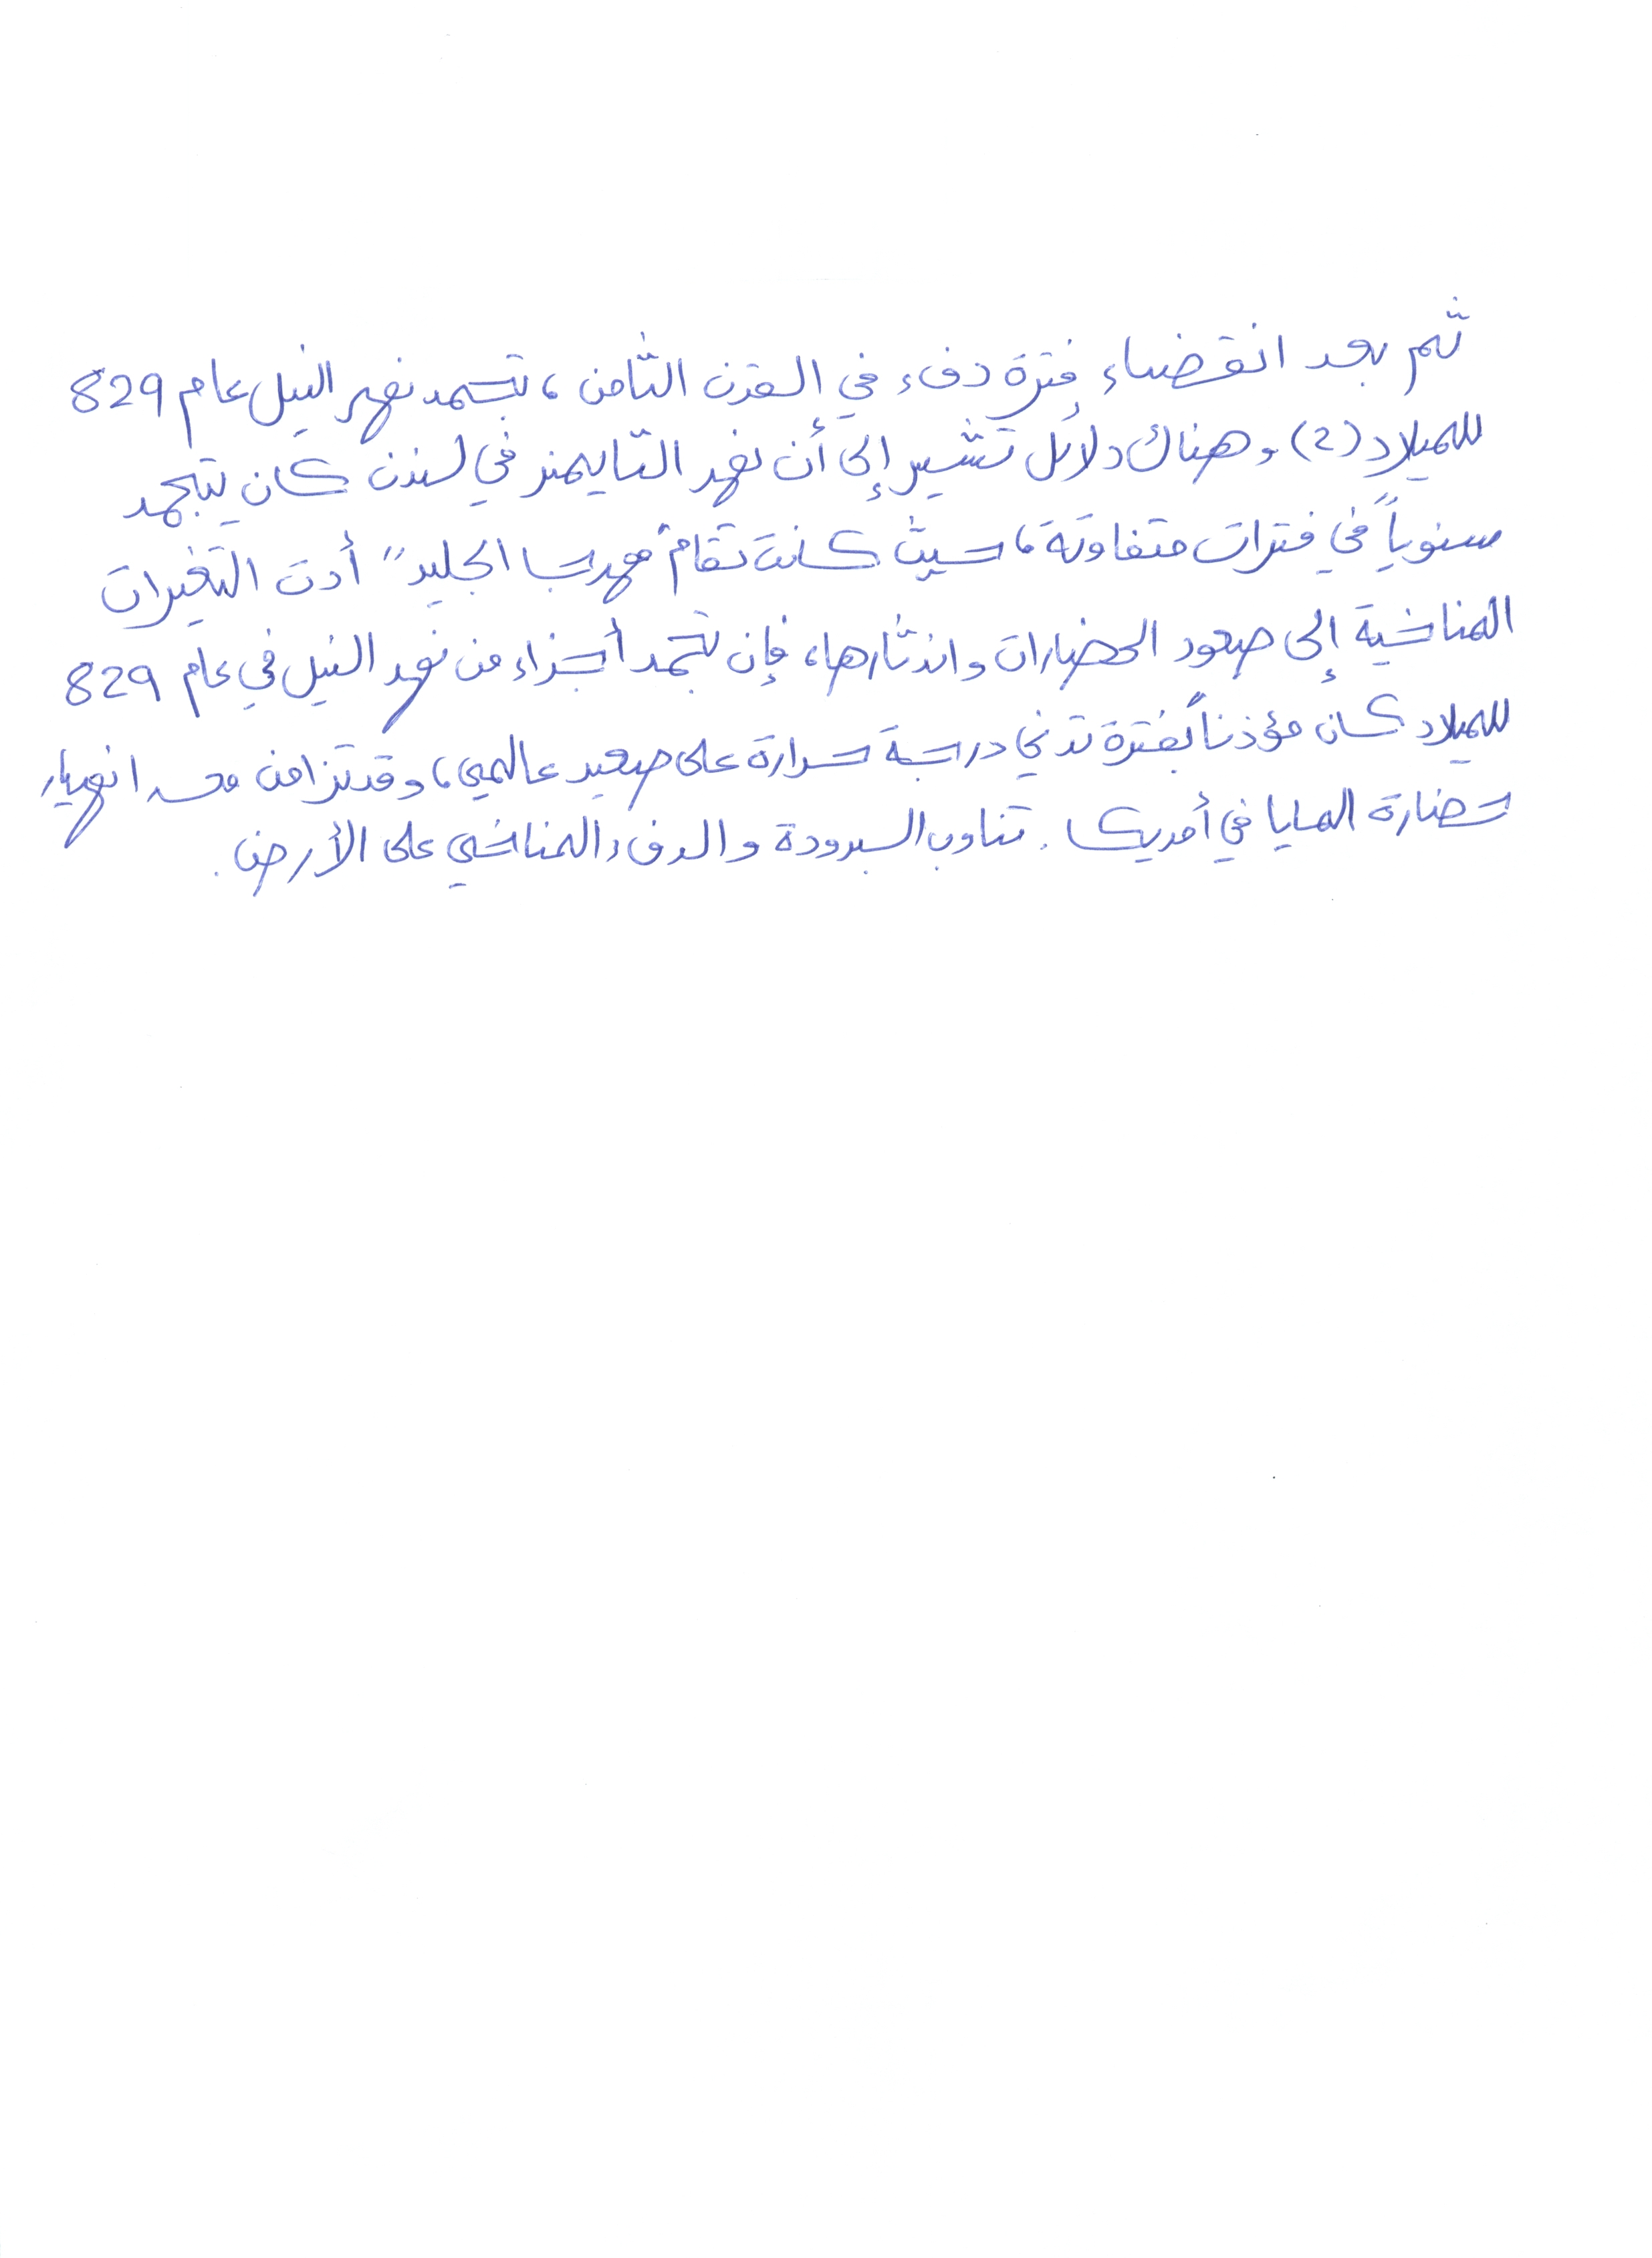 ثم بعد انقضاء فترة دفء في القرن الثامن، تجمد نهر النيل عام 829
للميلاد (2) وهناك دلائل تشير إلى أن نهر التايمز في لندن كان يتجمد
سنوياً في فترات متفاوتة، حيث كانت تقام "مهرجا الجليد" أدت التغيرات
المناخية إلى صعود الحضارات واندثارها، فإن تجمد أجزاء من نهر النيل في عام 829
للميلاد كان مؤذناً بفترة تدني درجة حرارة على صعيد عالمي، وقد تزامن مع انهيار
حضارة المايا في أمريكا. تناوب البرودة والدفء المناخي على الأرض.